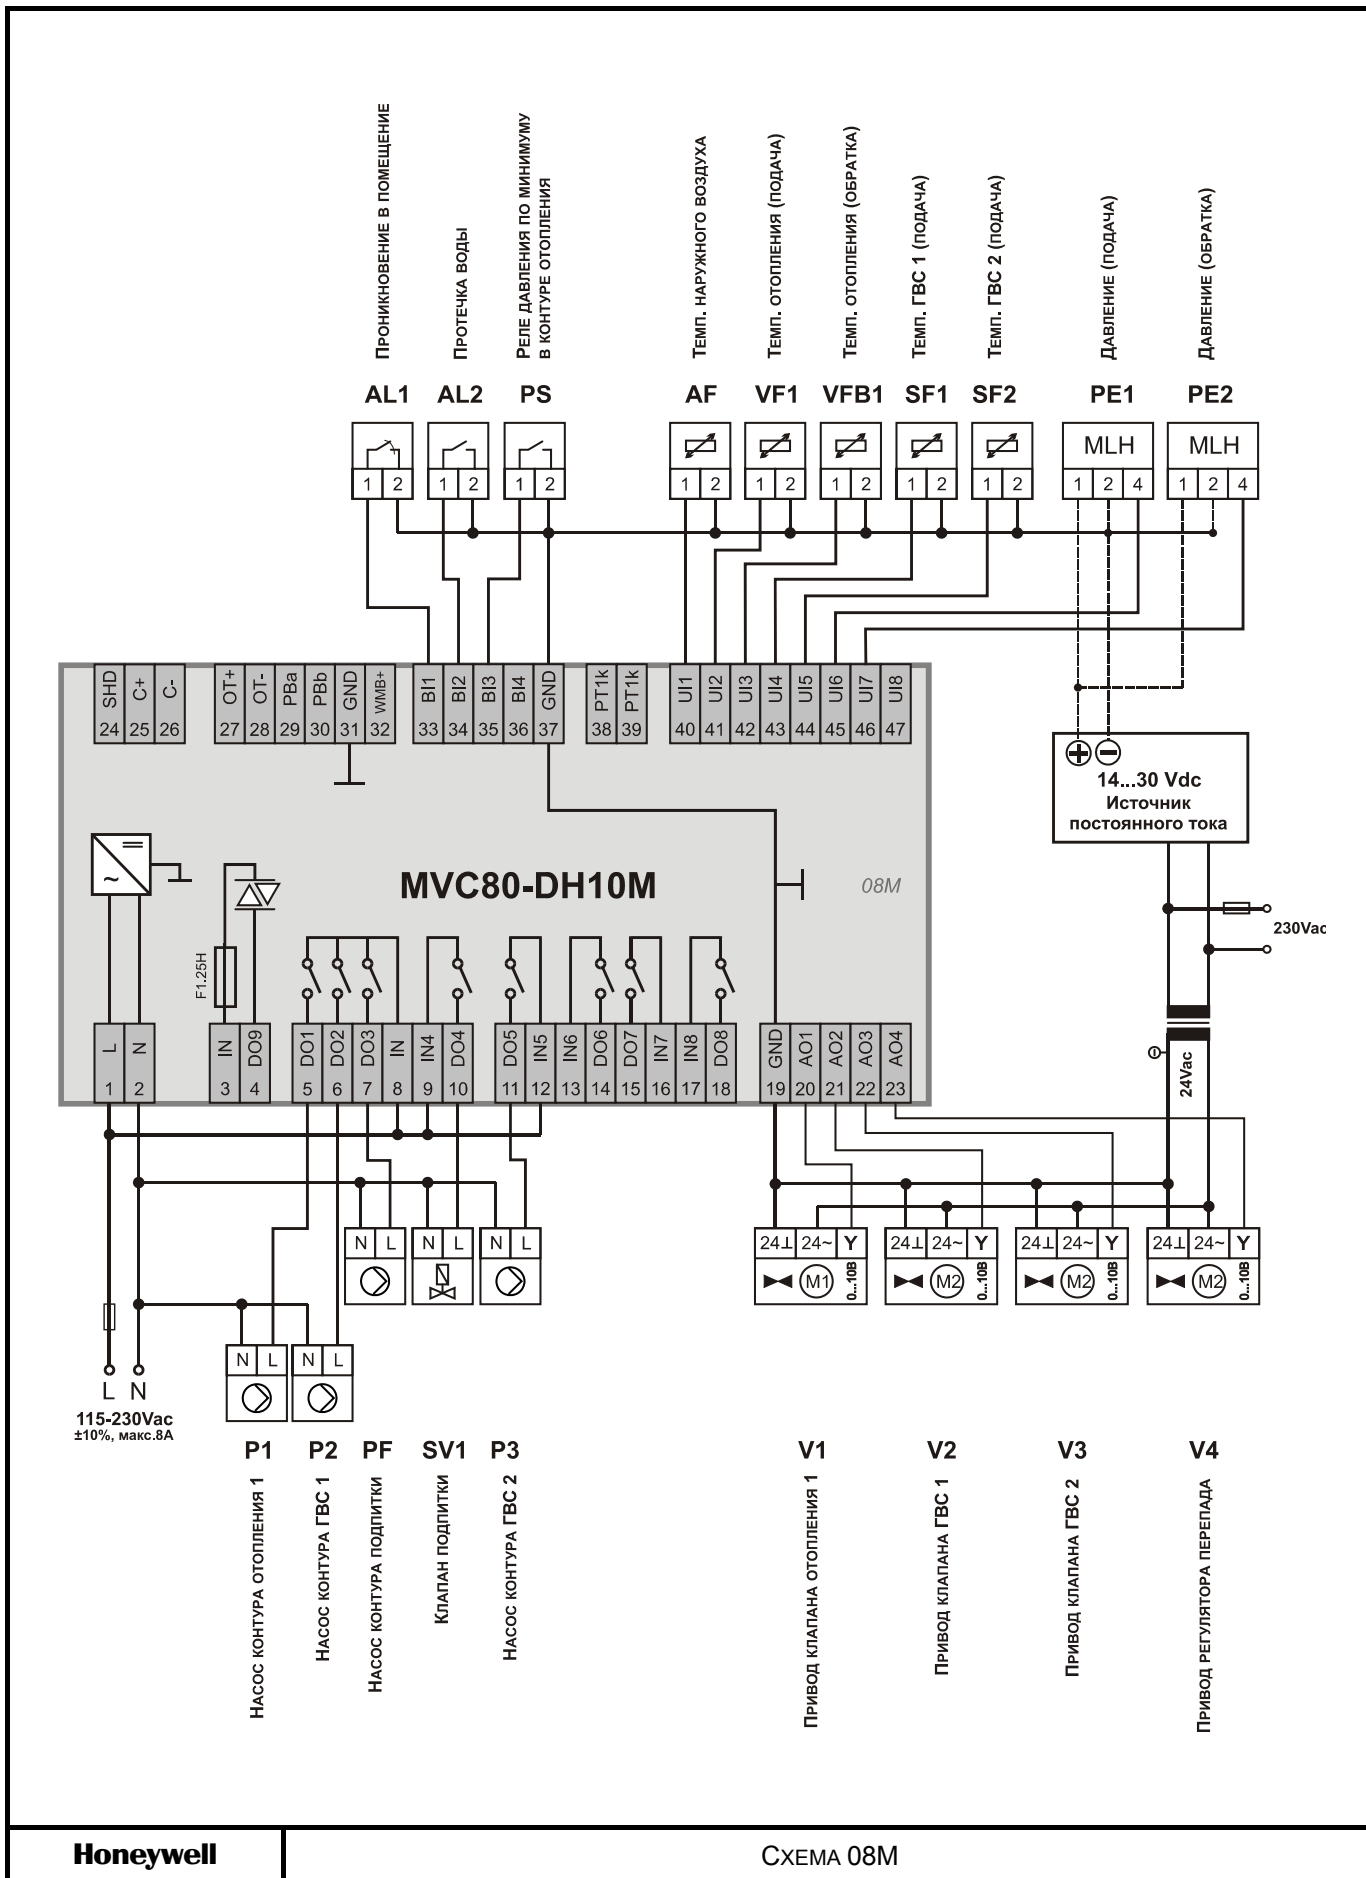 Проникновение в помещение
Протечка воды
Реле давления по минимуму
в контуре отопления
Темп. наружного воздуха
Темп. отопления (подача)
Темп. отопления (обратка)
Темп. ГВС 1 (подача)
Темп. ГВС 2 (подача)
Давление (подача)
Давление (обратка)
AL1 AL2 PS AF VF1 VFB1 SF1 SF2 PE1 PE2
MLH MLH
1 2 1 2 1 2 1 2 1 2 1 2 1 2 1 2 1 2 4 1 2 4
SHD C+ C- OT+ OT- PBa PBb GND WMB+ BI1 BI2 BI3 BI4 GND PT1k PT1k UI1 UI2 UI3 UI4 UI5 UI6 UI7 UI8
24 25 26 27 28 29 30 31 32 33 34 35 36 37 38 39 40 41 42 43 44 45 46 47
14...30 Vdc
Источник
постоянного тока
MVC80-DH10M
08M
230Vac
F1.25H
L N IN DO9 DO1 DO2 DO3 IN IN4 DO4 DO5 IN5 IN6 DO6 DO7 IN7 IN8 DO8 GND AO1 AO2 AO3 AO4
1 2 3 4 5 6 7 8 9 10 11 12 13 14 15 16 17 18 19 20 21 22 23
24Vac
N L N L N L
24⊥ 24~ Y 24⊥ 24~ Y 24⊥ 24~ Y 24⊥ 24~ Y
M1 0...10В M2 0...10В M2 0...10В M2 0...10В
N L N L
L N
115-230Vac
±10%, макс.8А
P1 P2 PF SV1 P3 V1 V2 V3 V4
Насос контура отопления 1
Насос контура ГВС 1
Насос контура подпитки
Клапан подпитки
Насос контура ГВС 2
Привод клапана отопления 1
Привод клапана ГВС 1
Привод клапана ГВС 2
Привод регулятора перепада
Honeywell
Схема 08М